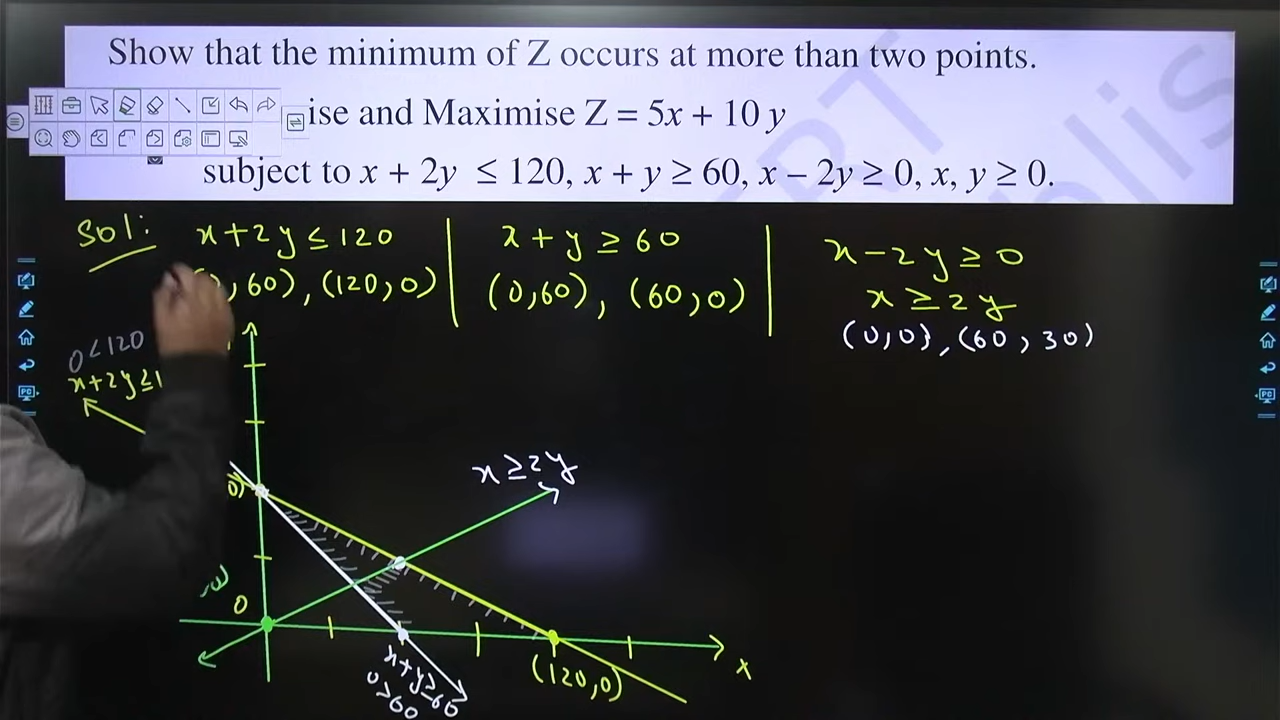 Show that the minimum of Z occurs at more than two points.
ise and Maximise Z = 5x + 10 y
subject to x + 2y ≤ 120, x + y ≥ 60, x – 2y ≥ 0, x, y ≥ 0.
Sol:
x+2y ≤ 120
, 60), (120,0)
x + y ≥ 60
(0,60), (60,0)
x - 2y ≥ 0
x ≥ 2y
(0,0), (60, 30)
0 < 120
x+2y ≤ 1
x ≥ 2y
0)
O
x+y ≥ 60
0 > 60
(120,0)
X